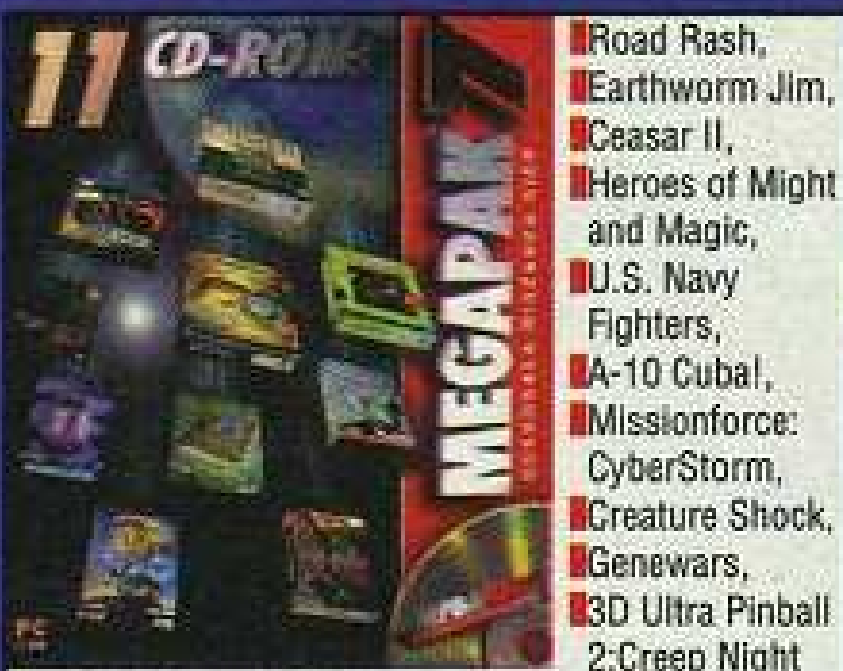 11 CD-ROMs
MEGAPAK 7
Road Rash,
Earthworm Jim,
Ceasar II,
Heroes of Might
and Magic,
U.S. Navy
Fighters,
A-10 Cuba!,
Missionforce:
CyberStorm,
Creature Shock,
Genewars,
3D Ultra Pinball
2:Creep Night